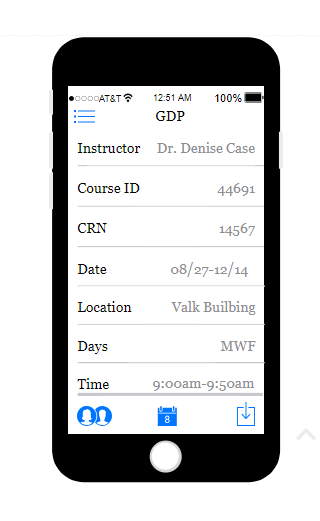 AT&T 12:51 AM 100%
GDP
Instructor Dr. Denise Case
Course ID 44691
CRN 14567
Date 08/27-12/14
Location Valk Builbing
Days MWF
Time 9:00am-9:50am
8